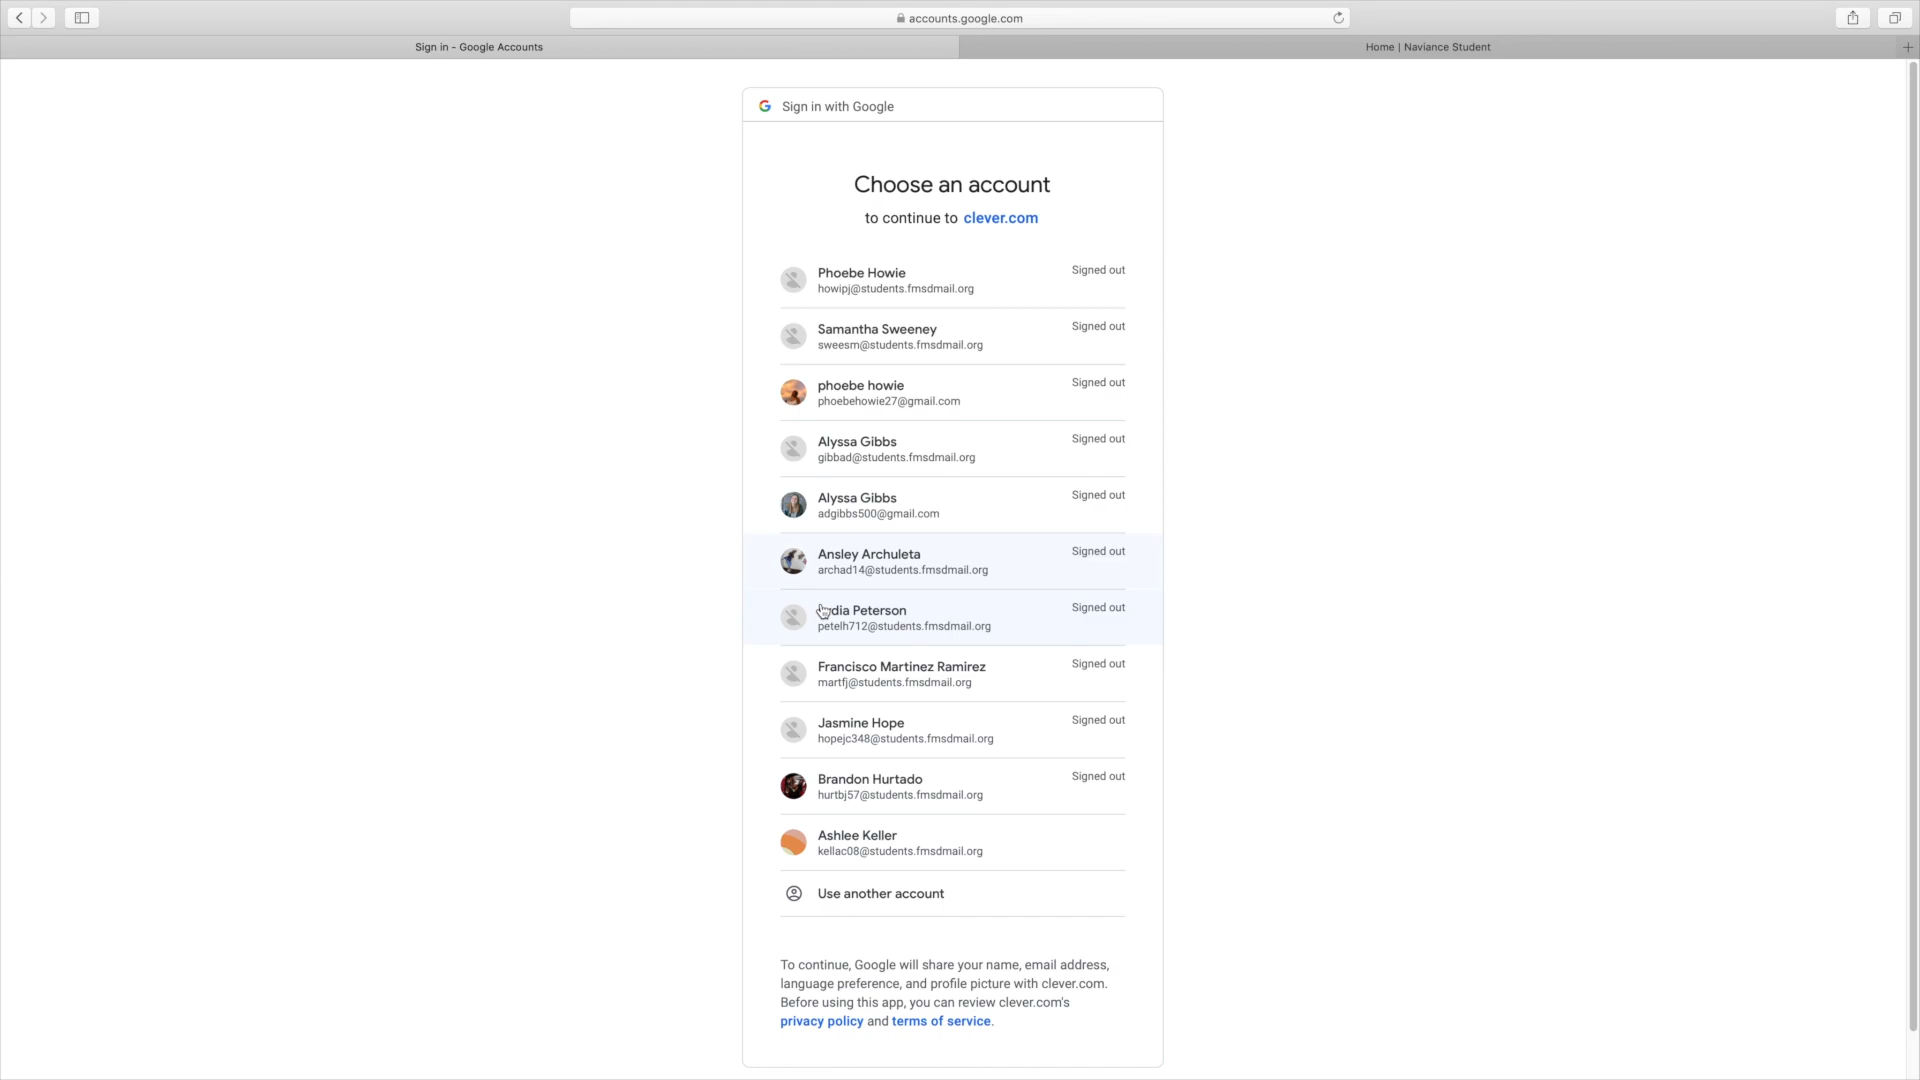 accounts.google.com
Sign in - Google Accounts
Home | Naviance Student
Sign in with Google
Choose an account
to continue to clever.com
Phoebe Howie
Signed out
howipj@students.fmsdmail.org
Samantha Sweeney
Signed out
sweesm@students.fmsdmail.org
phoebe howie
Signed out
phoebehowie27@gmail.com
Alyssa Gibbs
Signed out
gibbad@students.fmsdmail.org
Alyssa Gibbs
Signed out
adgibbs500@gmail.com
Ansley Archuleta
Signed out
archad14@students.fmsdmail.org
dia Peterson
Signed out
petelh712@students.fmsdmail.org
Francisco Martinez Ramirez
Signed out
martfj@students.fmsdmail.org
Jasmine Hope
Signed out
hopejc348@students.fmsdmail.org
Brandon Hurtado
Signed out
hurtbj57@students.fmsdmail.org
Ashlee Keller
kellac08@students.fmsdmail.org
Use another account
To continue, Google will share your name, email address,
language preference, and profile picture with clever.com.
Before using this app, you can review clever.com's
privacy policy and terms of service.